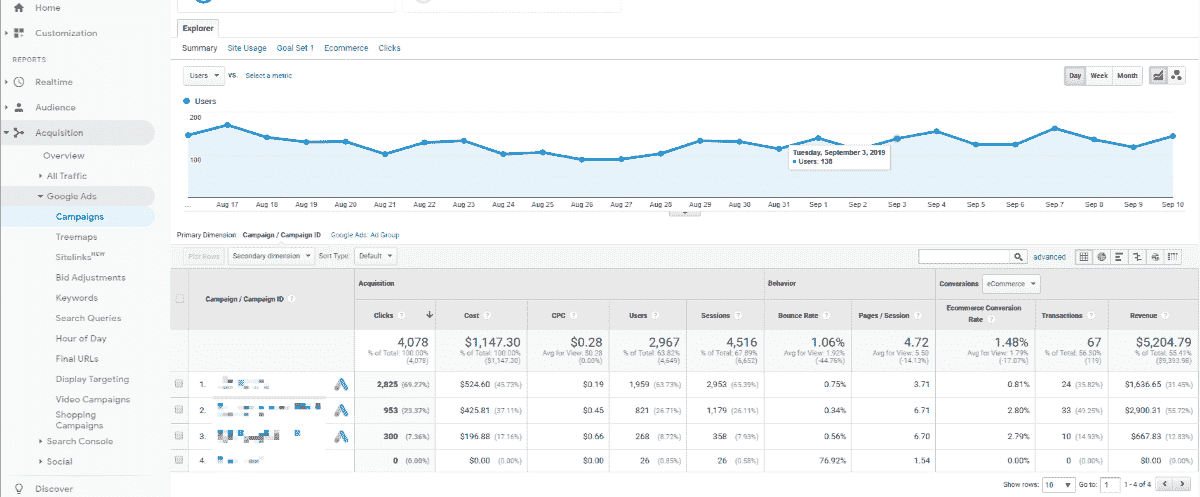 Home
Customization
REPORTS
Realtime
Audience
Acquisition
Overview
All Traffic
Google Ads
Campaigns
Treemaps
Sitelinks NEW
Bid Adjustments
Keywords
Search Queries
Hour of Day
Final URLs
Display Targeting
Video Campaigns
Shopping
Campaigns
Search Console
Social
Discover
Explorer
Summary Site Usage Goal Set 1 Ecommerce Clicks
Users VS. Select a metric Day Week Month
Users
200
100
Tuesday, September 3, 2019
Users: 138
... Aug 17 Aug 18 Aug 19 Aug 20 Aug 21 Aug 22 Aug 23 Aug 24 Aug 25 Aug 26 Aug 27 Aug 28 Aug 29 Aug 30 Aug 31 Sep 1 Sep 2 Sep 3 Sep 4 Sep 5 Sep 6 Sep 7 Sep 8 Sep 9 Sep 10
Primary Dimension: Campaign / Campaign ID Google Ads: Ad Group
Plot Rows Secondary dimension Sort Type: Default advanced
Campaign / Campaign ID ? Acquisition Behavior Conversions eCommerce
Clicks ? Cost ? CPC ? Users ? Sessions ? Bounce Rate ? Pages / Session ? Ecommerce Conversion Rate ? Transactions ? Revenue ?
4,078 $1,147.30 $0.28 2,967 4,516 1.06% 4.72 1.48% 67 $5,204.79
% of Total: 100.00% % of Total: 100.00% Avg for View: $0.28 % of Total: 63.82% % of Total: 67.89% Avg for View: 1.92% Avg for View: 5.50 Avg for View: 1.79% % of Total: 56.30% % of Total: 55.41%
(4,078) ($1,147.30) (0.00%) (4,649) (6,652) (-44.76%) (-14.13%) (-17.07%) (119) ($9,393.98)
1. 2,825 (69.27%) $524.60 (45.73%) $0.19 1,959 (63.73%) 2,953 (65.39%) 0.75% 3.71 0.81% 24 (35.82%) $1,636.65 (31.45%)
2. 953 (23.37%) $425.81 (37.11%) $0.45 821 (26.71%) 1,179 (26.11%) 0.34% 6.71 2.80% 33 (49.25%) $2,900.31 (55.72%)
3. 300 (7.36%) $196.88 (17.16%) $0.66 268 (8.72%) 358 (7.93%) 0.56% 6.70 2.79% 10 (14.93%) $667.83 (12.83%)
4. 0 (0.00%) $0.00 (0.00%) $0.00 26 (0.85%) 26 (0.58%) 76.92% 1.54 0.00% 0 (0.00%) $0.00 (0.00%)
Show rows: 10 Go to: 1 1 - 4 of 4